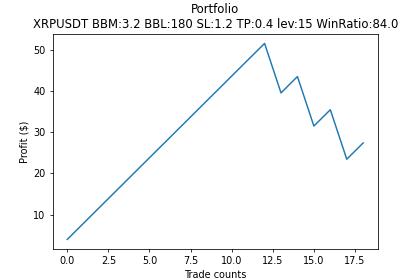 Portfolio
XRPUSDT BBM:3.2 BBL:180 SL:1.2 TP:0.4 lev:15 WinRatio:84.0
50
40
30
20
10
Profit ($)
0.0 2.5 5.0 7.5 10.0 12.5 15.0 17.5
Trade counts